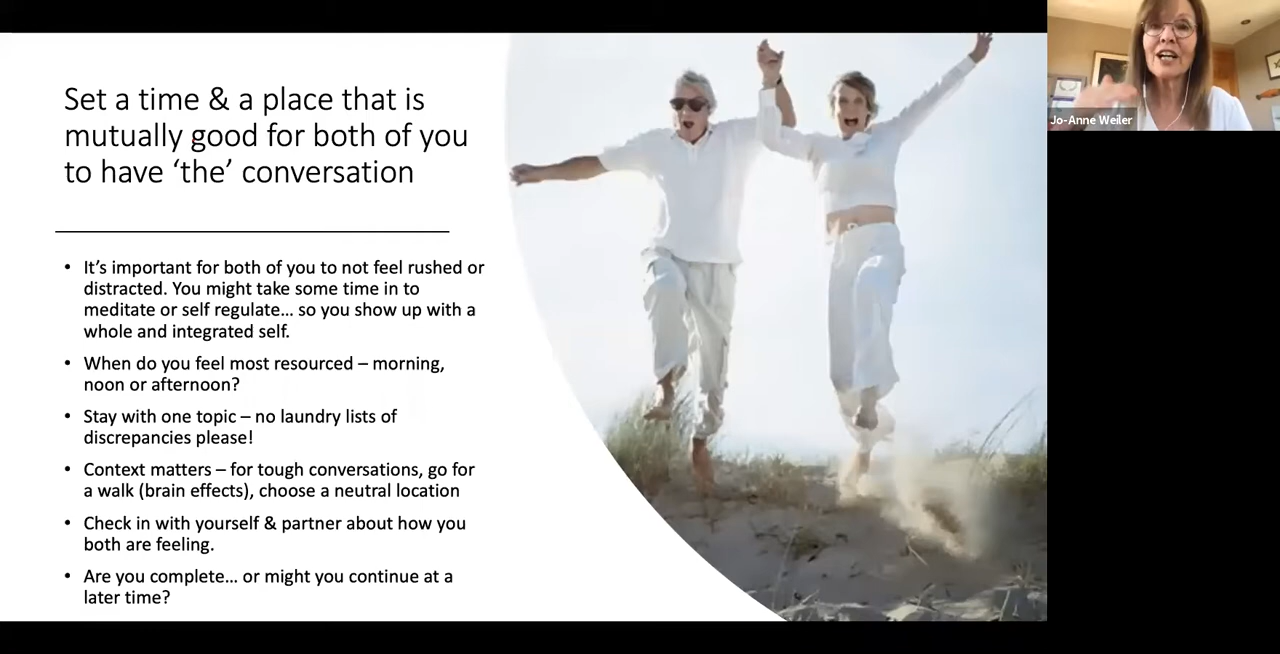 Set a time & a place that is
mutually good for both of you
to have ‘the’ conversation
• It’s important for both of you to not feel rushed or
distracted. You might take some time in to
meditate or self regulate… so you show up with a
whole and integrated self.
• When do you feel most resourced – morning,
noon or afternoon?
• Stay with one topic – no laundry lists of
discrepancies please!
• Context matters – for tough conversations, go for
a walk (brain effects), choose a neutral location
• Check in with yourself & partner about how you
both are feeling.
• Are you complete… or might you continue at a
later time?
Jo-Anne Weiler